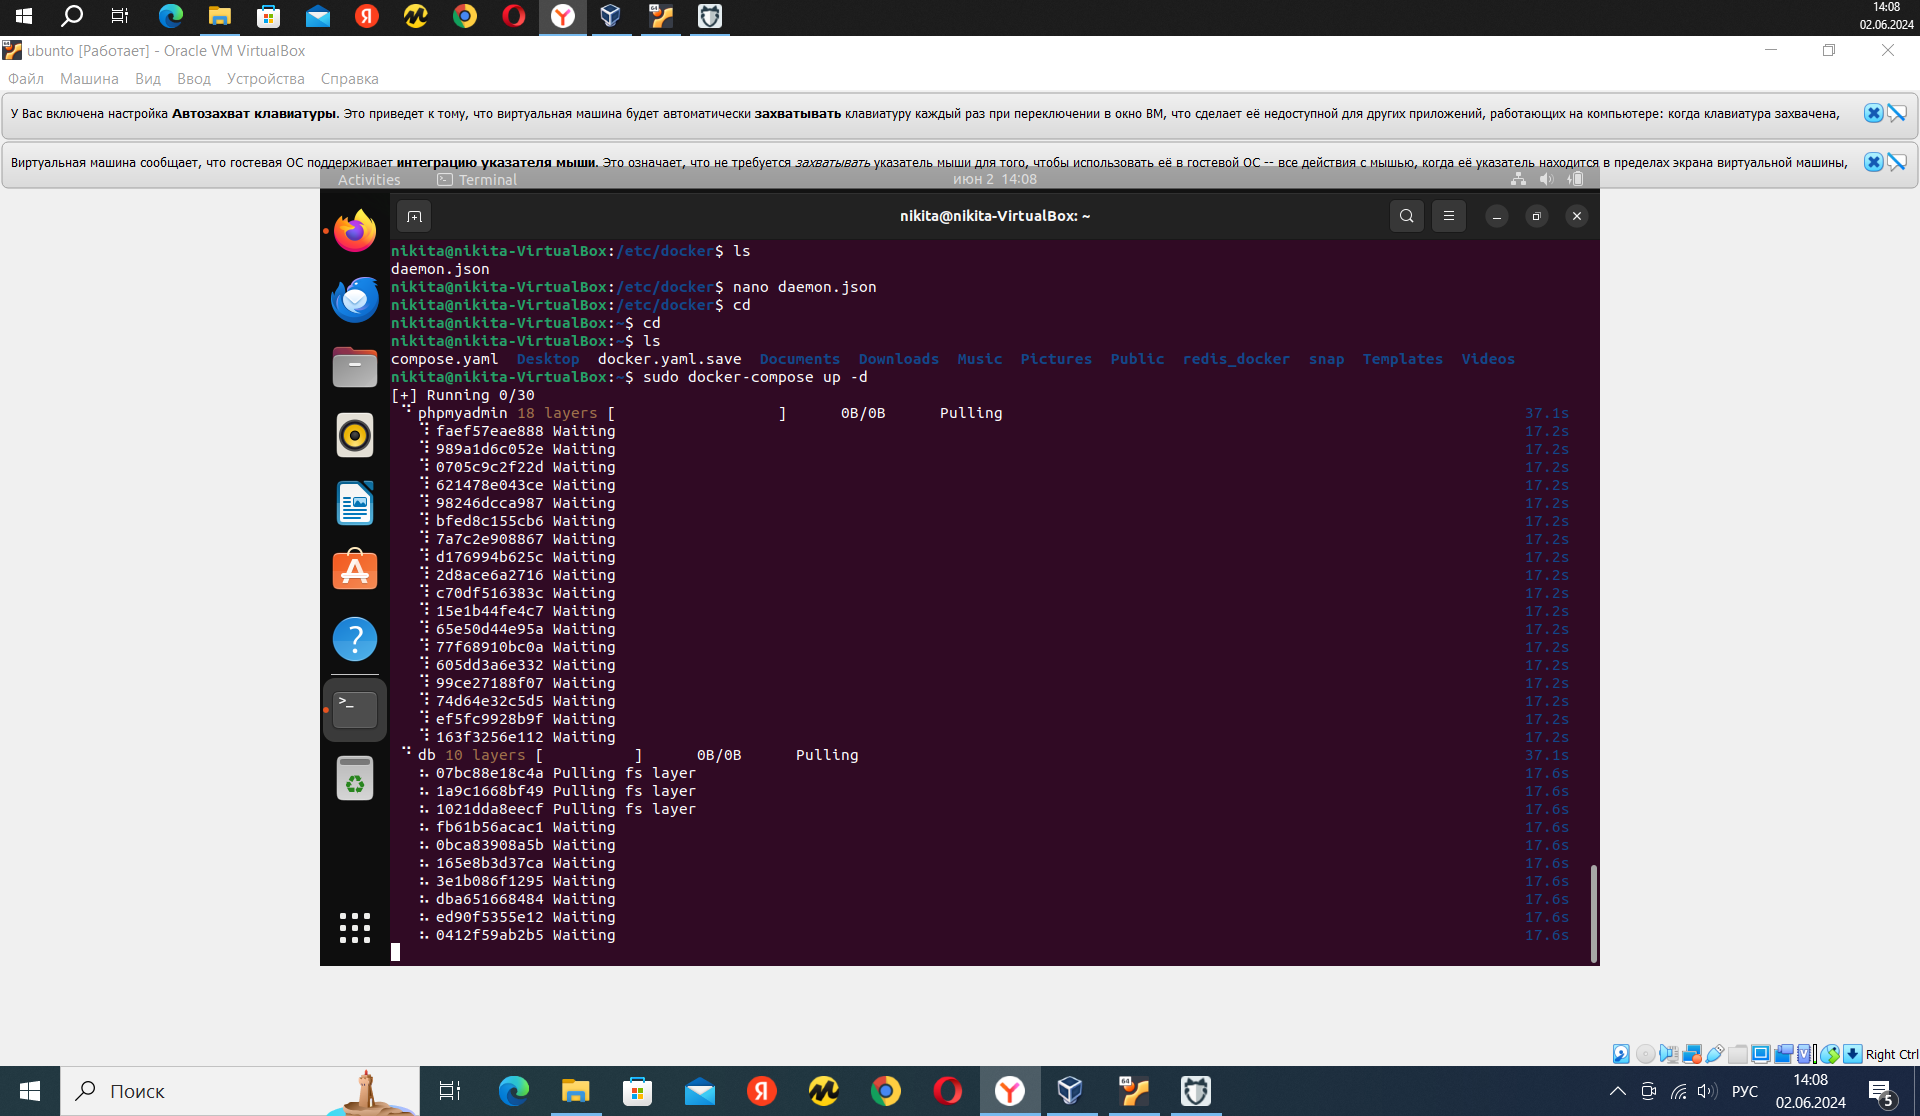 14:08
02.06.2024
ubunto [Работает] - Oracle VM VirtualBox
Файл Машина Вид Ввод Устройства Справка
У Вас включена настройка Автозахват клавиатуры. Это приведет к тому, что виртуальная машина будет автоматически захватывать клавиатуру каждый раз при переключении в окно ВМ, что сделает её недоступной для других приложений, работающих на компьютере: когда клавиатура захвачена,
Виртуальная машина сообщает, что гостевая ОС поддерживает интеграцию указателя мыши. Это означает, что не требуется захватывать указатель мыши для того, чтобы использовать её в гостевой ОС -- все действия с мышью, когда её указатель находится в пределах экрана виртуальной машины,
Activities Terminal июн 2 14:08
nikita@nikita-VirtualBox: ~
nikita@nikita-VirtualBox:/etc/docker$ ls
daemon.json
nikita@nikita-VirtualBox:/etc/docker$ nano daemon.json
nikita@nikita-VirtualBox:/etc/docker$ cd
nikita@nikita-VirtualBox:~$ cd
nikita@nikita-VirtualBox:~$ ls
compose.yaml Desktop docker.yaml.save Documents Downloads Music Pictures Public redis_docker snap Templates Videos
nikita@nikita-VirtualBox:~$ sudo docker-compose up -d
[+] Running 0/30
phpmyadmin 18 layers [ ] 0B/0B Pulling 37.1s
faef57eae888 Waiting 17.2s
989a1d6c052e Waiting 17.2s
0705c9c2f22d Waiting 17.2s
621478e043ce Waiting 17.2s
98246dcca987 Waiting 17.2s
bfed8c155cb6 Waiting 17.2s
7a7c2e908867 Waiting 17.2s
d176994b625c Waiting 17.2s
2d8ace6a2716 Waiting 17.2s
c70df516383c Waiting 17.2s
15e1b44fe4c7 Waiting 17.2s
65e50d44e95a Waiting 17.2s
77f68910bc0a Waiting 17.2s
605dd3a6e332 Waiting 17.2s
99ce27188f07 Waiting 17.2s
74d64e32c5d5 Waiting 17.2s
ef5fc9928b9f Waiting 17.2s
163f3256e112 Waiting 17.2s
db 10 layers [ ] 0B/0B Pulling 37.1s
07bc88e18c4a Pulling fs layer 17.6s
1a9c1668bf49 Pulling fs layer 17.6s
1021dda8eecf Pulling fs layer 17.6s
fb61b56acac1 Waiting 17.6s
0bca83908a5b Waiting 17.6s
165e8b3d37ca Waiting 17.6s
3e1b086f1295 Waiting 17.6s
dba651668484 Waiting 17.6s
ed90f5355e12 Waiting 17.6s
0412f59ab2b5 Waiting 17.6s
Right Ctrl
Поиск
РУС
14:08
02.06.2024
5